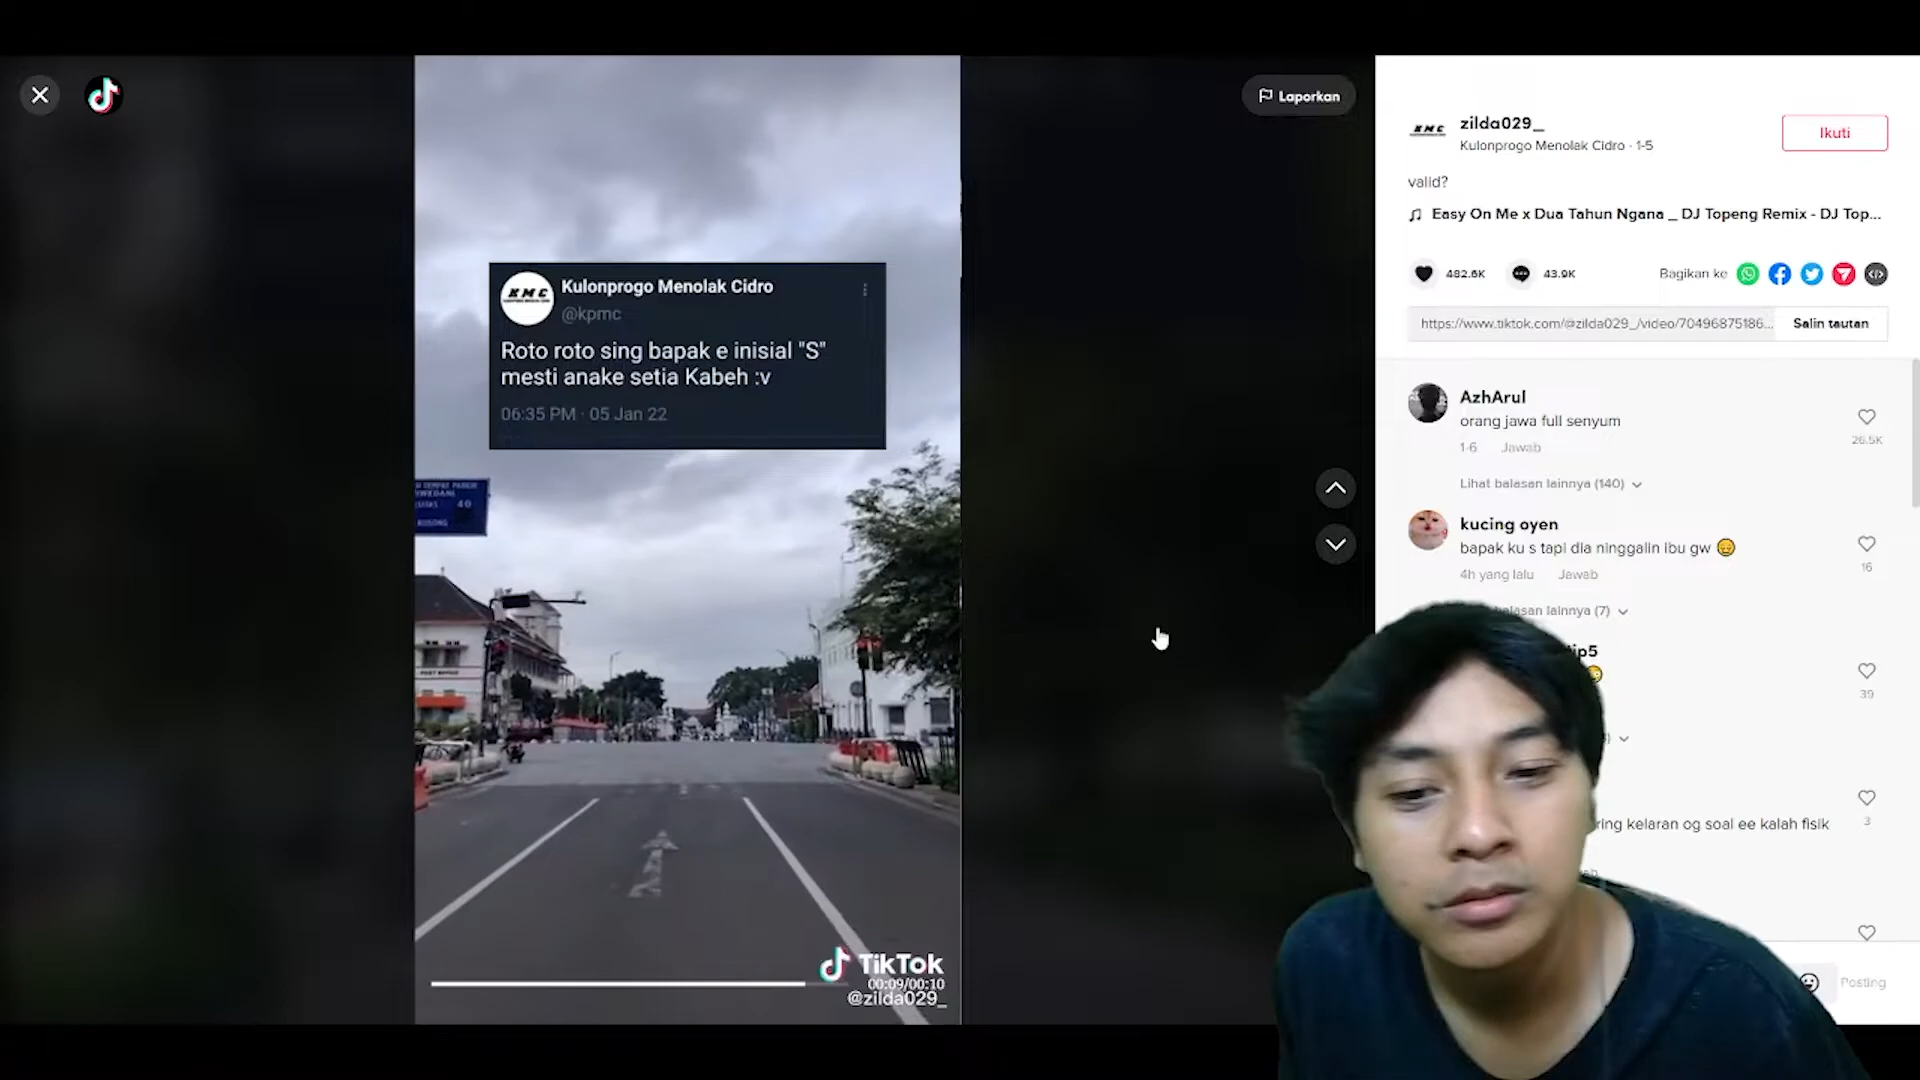 Laporkan
KMC
Kulonprogo Menolak Cidro
@kpmc
Roto roto sing bapak e inisial "S"
mesti anake setia Kabeh :v
06:35 PM · 05 Jan 22
40
TikTok
00:09/00:10
@zilda029_
KMC
zilda029_
Kulonprogo Menolak Cidro · 1-5
Ikuti
valid?
Easy On Me x Dua Tahun Ngana _ DJ Topeng Remix - DJ Top...
482.6K
43.9K
Bagikan ke
https://www.tiktok.com/@zilda029_/video/70496875186...
Salin tautan
AzhArul
orang jawa full senyum
1-6 Jawab
26.5K
Lihat balasan lainnya (140)
kucing oyen
bapak ku s tapi dia ninggalin ibu gw 😑
4h yang lalu Jawab
16
balasan lainnya (7)
ip5
39
ring kelaran og soal ee kalah fisik
3
Posting